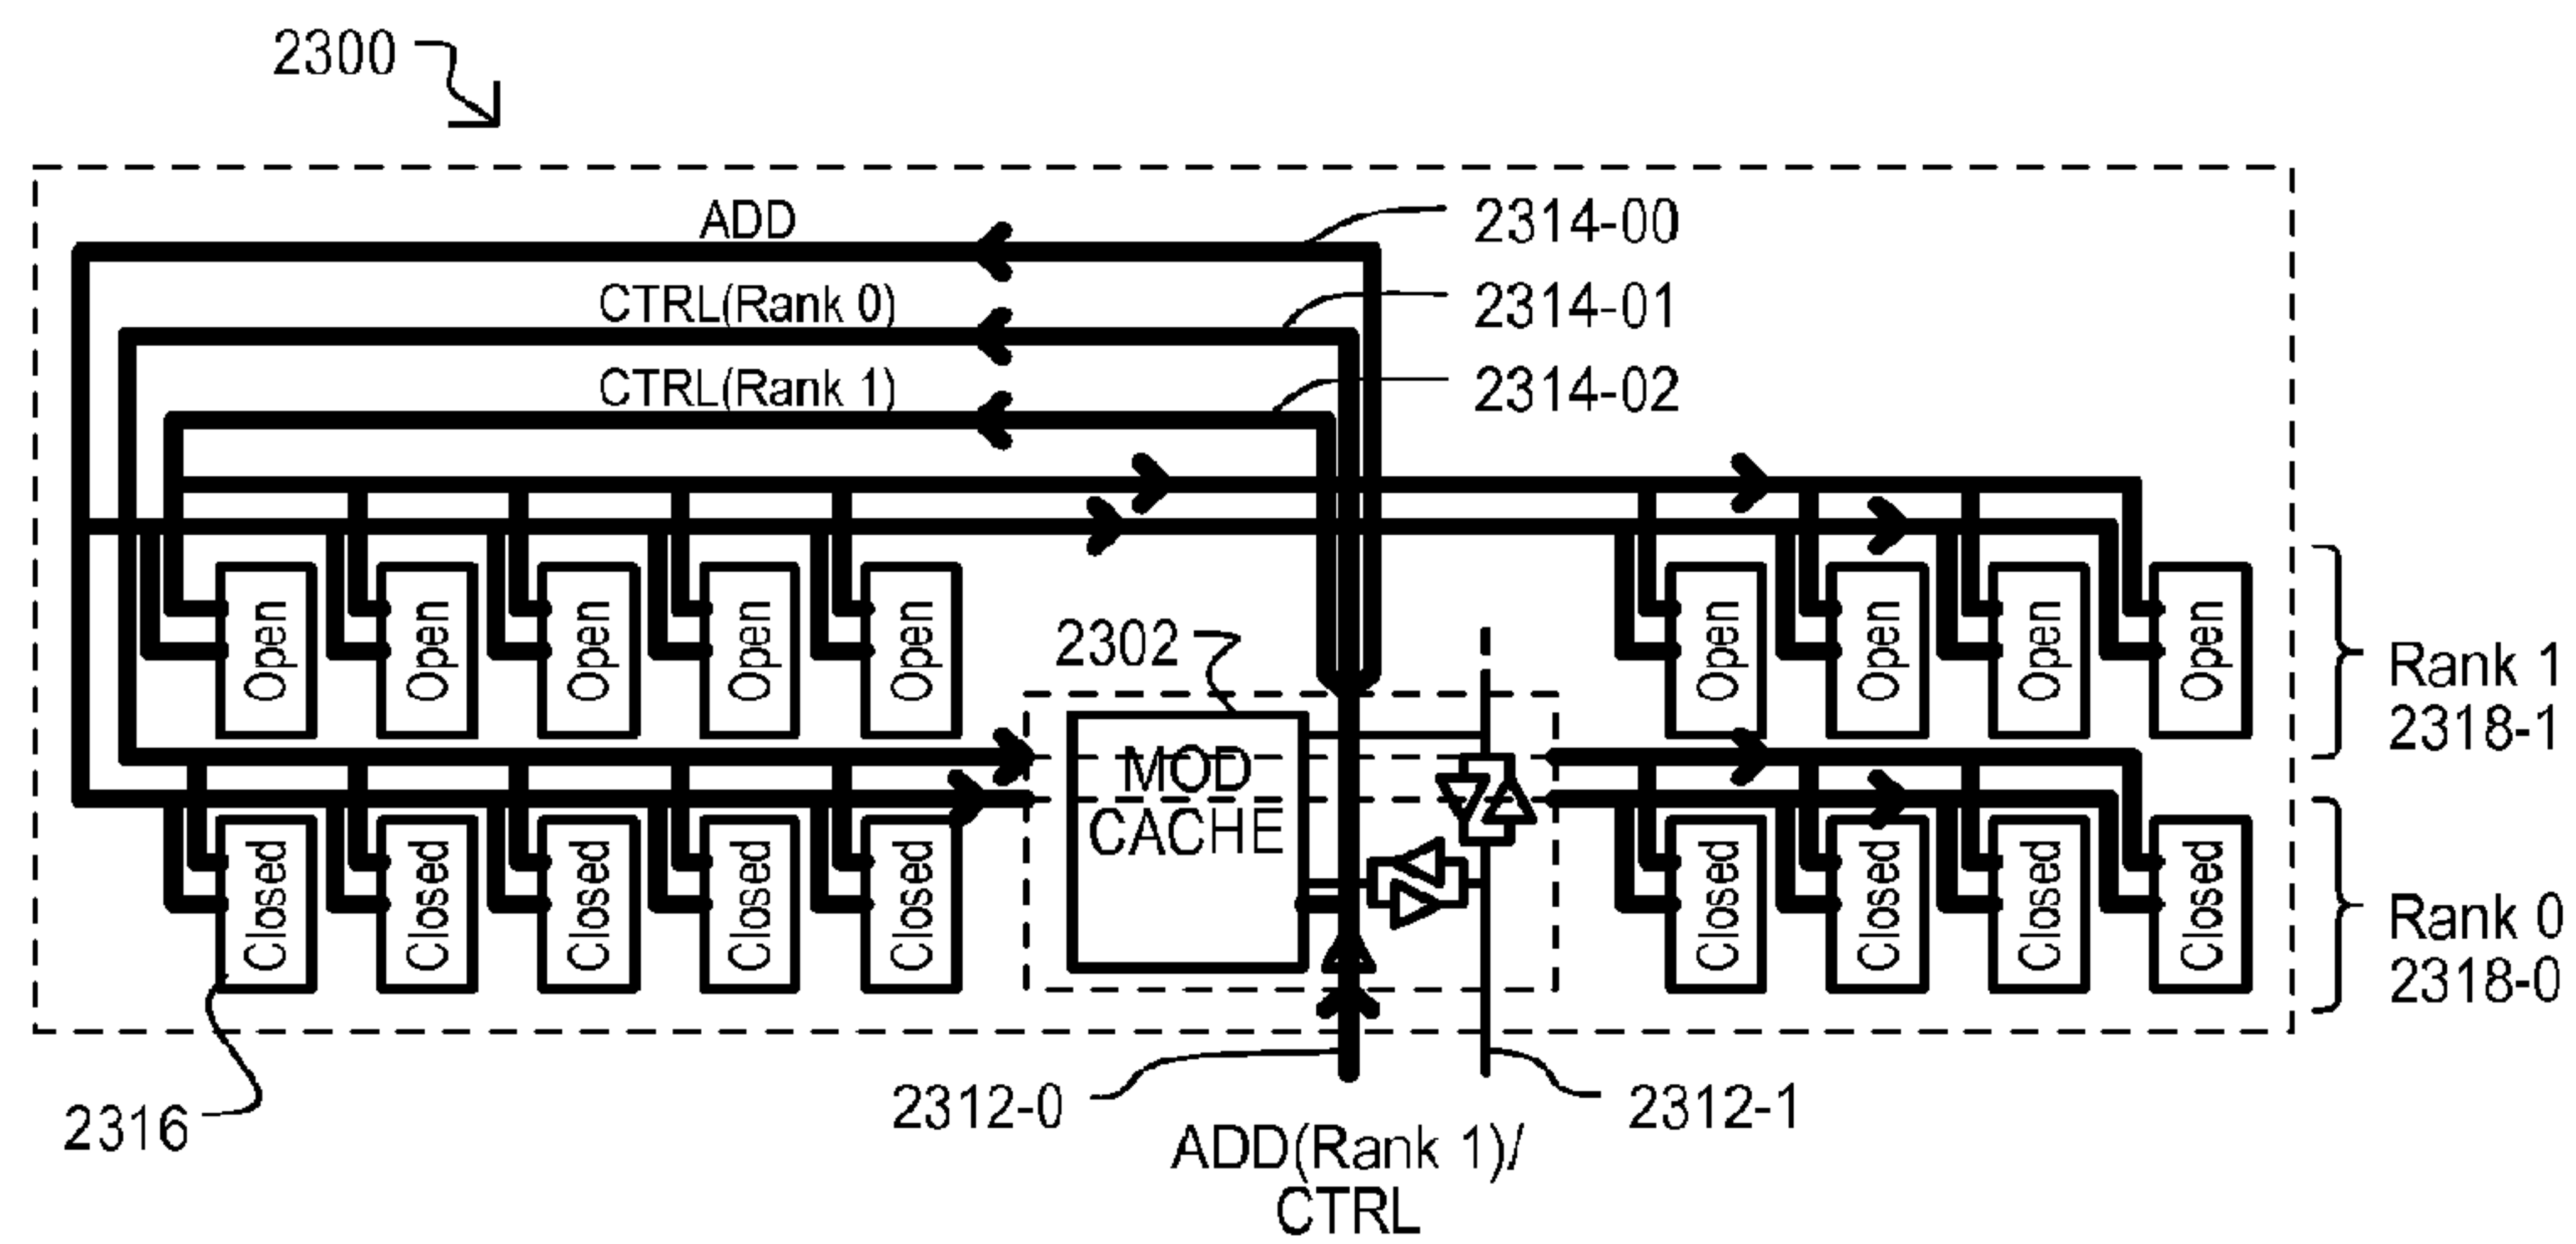 2300
ADD
2314-00
CTRL(Rank 0)
2314-01
CTRL(Rank 1)
2314-02
Open
Open
Open
Open
Open
Open
Open
Open
Open
2302
Rank 1
2318-1
MOD
CACHE
Closed
Closed
Closed
Closed
Closed
Closed
Closed
Closed
Closed
Rank 0
2318-0
2316
2312-0
2312-1
ADD(Rank 1)/
CTRL